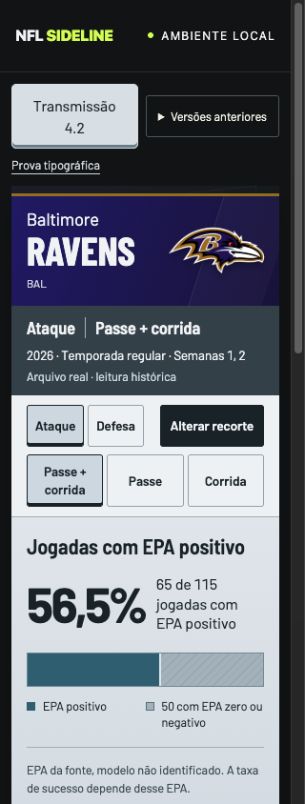 NFL SIDELINE
AMBIENTE LOCAL
Transmissão
4.2
Versões anteriores
Prova tipográfica
Baltimore
RAVENS
BAL
B
Ataque
Passe + corrida
2026 · Temporada regular · Semanas 1, 2
Arquivo real · leitura histórica
Ataque
Defesa
Alterar recorte
Passe +
corrida
Passe
Corrida
Jogadas com EPA positivo
56,5%
65 de 115
jogadas com
EPA positivo
EPA positivo
50 com EPA zero ou
negativo
EPA da fonte, modelo não identificado. A taxa
de sucesso depende desse EPA.